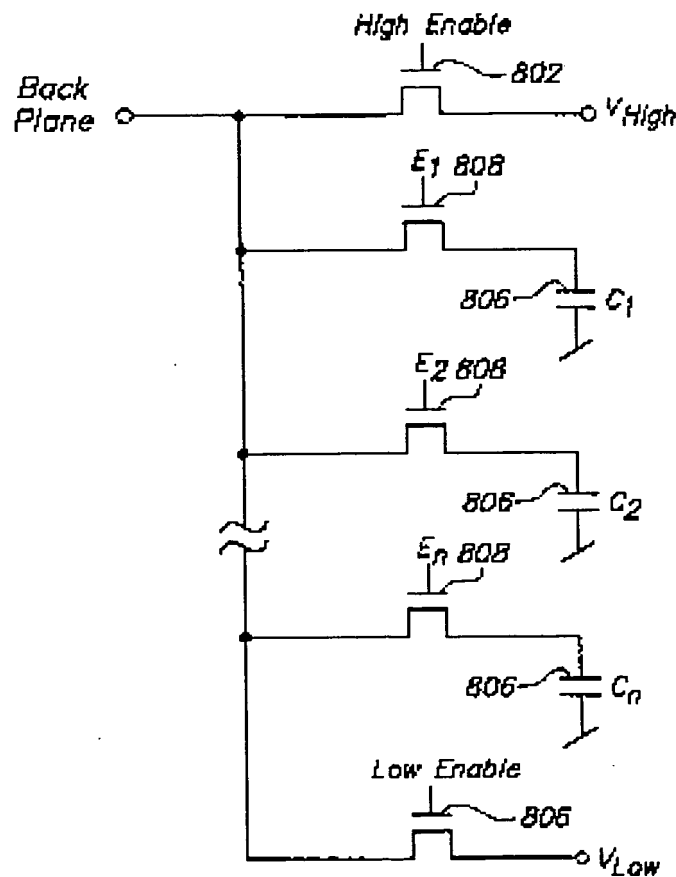 High Enable
802
Back
Plane
VHigh
E1 808
806
C1
E2 808
806
C2
En 808
806
Cn
Low Enable
806
VLow